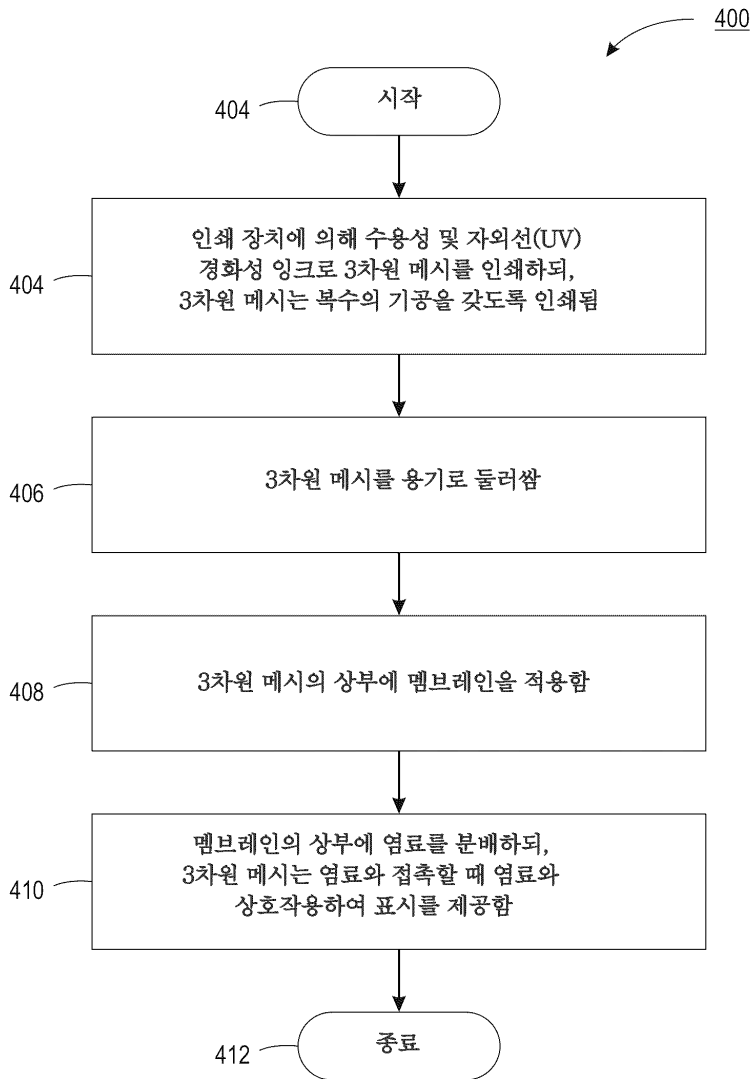 400
404
시작
404
인쇄 장치에 의해 수용성 및 자외선(UV)
경화성 잉크로 3차원 메시를 인쇄하되,
3차원 메시는 복수의 기공을 갖도록 인쇄됨
406
3차원 메시를 용기로 둘러쌈
408
3차원 메시의 상부에 멤브레인을 적용함
410
멤브레인의 상부에 염료를 분배하되,
3차원 메시는 염료와 접촉할 때 염료와
상호작용하여 표시를 제공함
412
종료